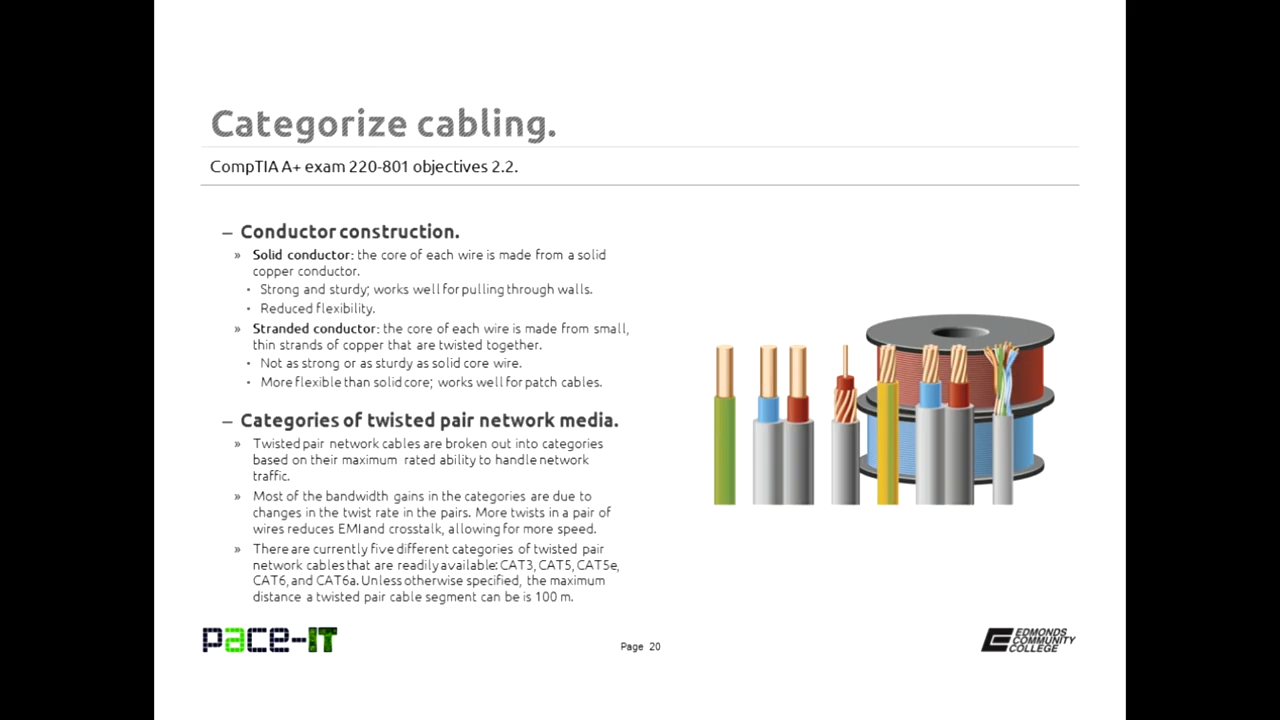 Categorize cabling.
CompTIA A+ exam 220-801 objectives 2.2.
– Conductor construction.
» Solid conductor: the core of each wire is made from a solid
copper conductor.
• Strong and sturdy; works well for pulling through walls.
• Reduced flexibility.
» Stranded conductor: the core of each wire is made from small,
thin strands of copper that are twisted together.
• Not as strong or as sturdy as solid core wire.
• More flexible than solid core; works well for patch cables.
– Categories of twisted pair network media.
» Twisted pair network cables are broken out into categories
based on their maximum rated ability to handle network
traffic.
» Most of the bandwidth gains in the categories are due to
changes in the twist rate in the pairs. More twists in a pair of
wires reduces EMI and crosstalk, allowing for more speed.
» There are currently five different categories of twisted pair
network cables that are readily available: CAT3, CAT5, CAT5e,
CAT6, and CAT6a. Unless otherwise specified, the maximum
distance a twisted pair cable segment can be is 100 m.
pace-IT
Page 20
EDMONDS
COMMUNITY
COLLEGE